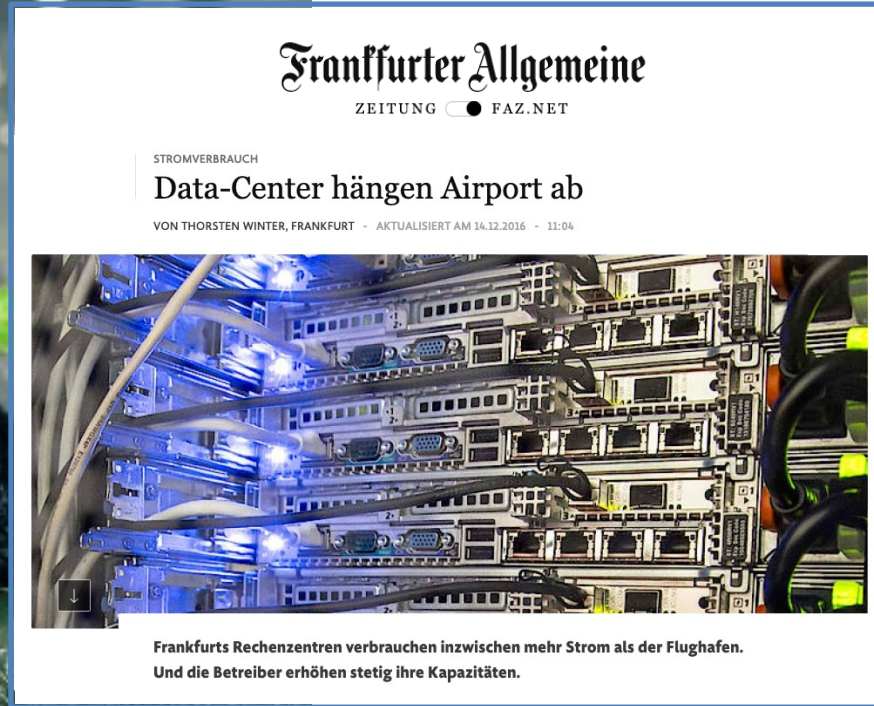 Frankfurter Allgemeine
ZEITUNG FAZ.NET
STROMVERBRAUCH
Data-Center hängen Airport ab
VON THORSTEN WINTER, FRANKFURT - AKTUALISIERT AM 14.12.2016 - 11:04
Frankfurts Rechenzentren verbrauchen inzwischen mehr Strom als der Flughafen.
Und die Betreiber erhöhen stetig ihre Kapazitäten.